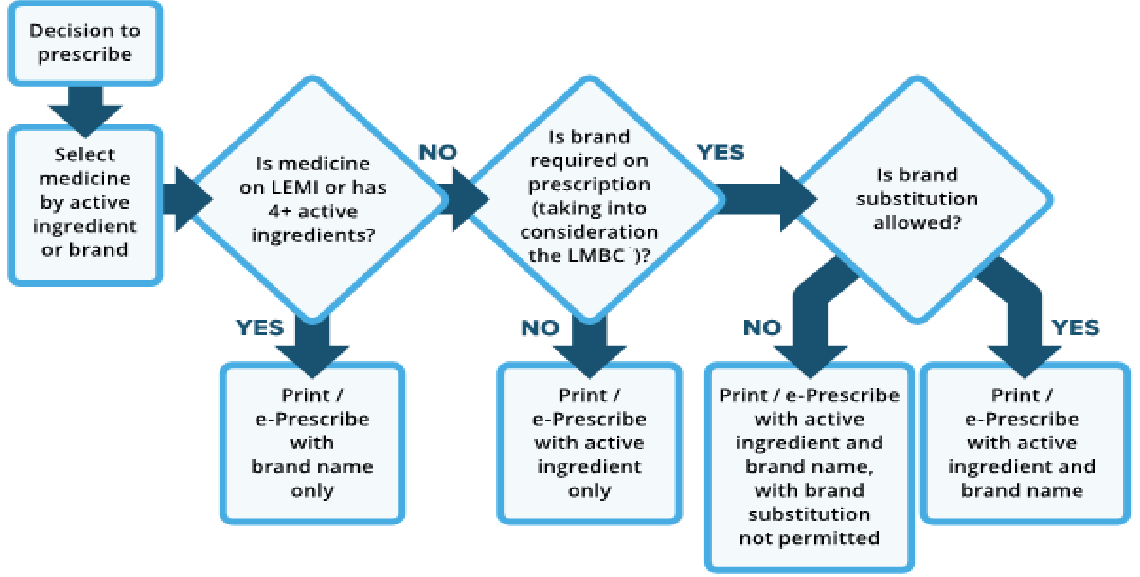 Decision to
prescribe
Select
medicine
by active
ingredient
or brand
Is medicine
on LEMI or has
4+ active
ingredients?
NO
YES
Is brand
required on
prescription
(taking into
consideration
the LMBC*)?
YES
NO
Is brand
substitution
allowed?
NO
YES
Print /
e-Prescribe
with
brand name
only
Print /
e-Prescribe
with active
ingredient
only
Print / e-Prescribe
with active
ingredient and
brand name,
with brand
substitution
not permitted
Print /
e-Prescribe
with active
ingredient and
brand name